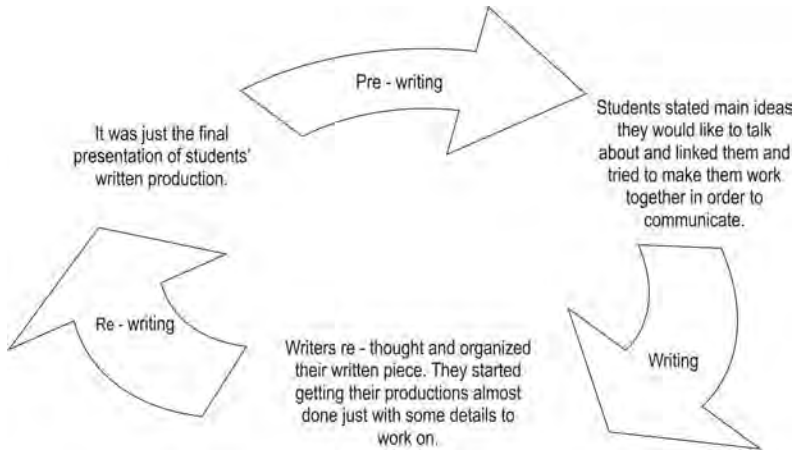 Pre - writing
Students stated main ideas
they would like to talk
about and linked them and
tried to make them work
together in order to
communicate.
Writing
Writers re - thought and organized
their written piece. They started
getting their productions almost
done just with some details to
work on.
Re - writing
It was just the final
presentation of students'
written production.